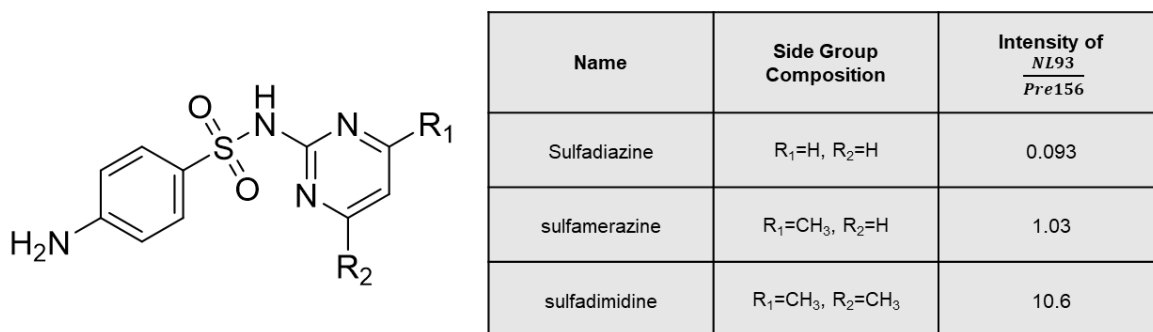 H
O
N
N
R₁
S
O
N
H₂N
R₂
Name
Side Group
Composition
Intensity of
NL93
Pre156
Sulfadiazine
R₁=H, R₂=H
0.093
sulfamerazine
R₁=CH₃, R₂=H
1.03
sulfadimidine
R₁=CH₃, R₂=CH₃
10.6